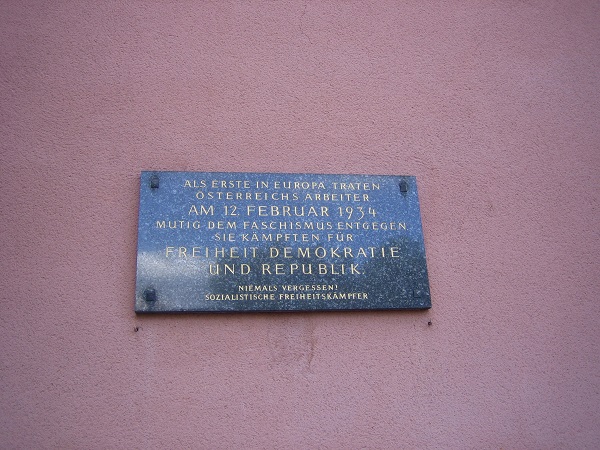 ALS ERSTE IN EUROPA TRATEN
ÖSTERREICHS ARBEITER
AM 12. FEBRUAR 1934
MUTIG DEM FASCHISMUS ENTGEGEN.
SIE KÄMPFTEN FÜR
FREIHEIT, DEMOKRATIE
UND REPUBLIK.
NIEMALS VERGESSEN!
SOZIALISTISCHE FREIHEITSKÄMPFER